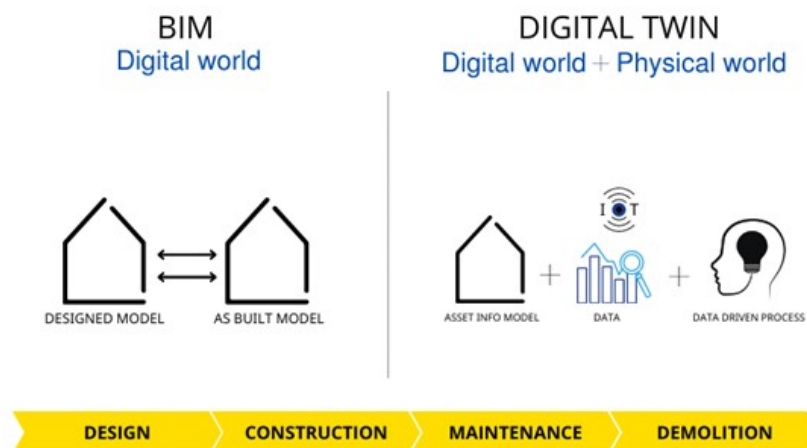 BIM
Digital world
DESIGNED MODEL
AS BUILT MODEL
DIGITAL TWIN
Digital world + Physical world
I T
+
+
ASSET INFO MODEL
DATA
DATA DRIVEN PROCESS
DESIGN
CONSTRUCTION
MAINTENANCE
DEMOLITION